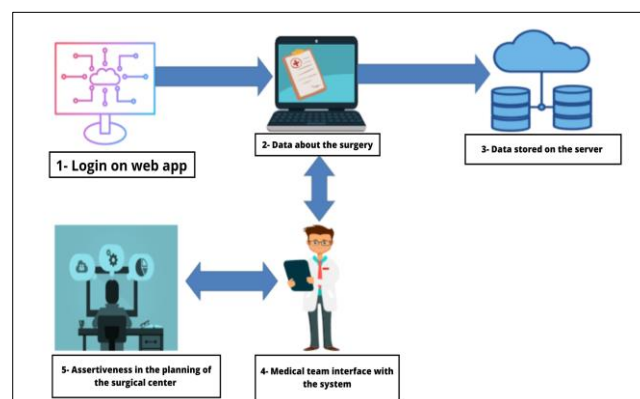 1- Login on web app
2- Data about the surgery
3- Data stored on the server
5- Assertiveness in the planning of
the surgical center
4- Medical team interface with
the system